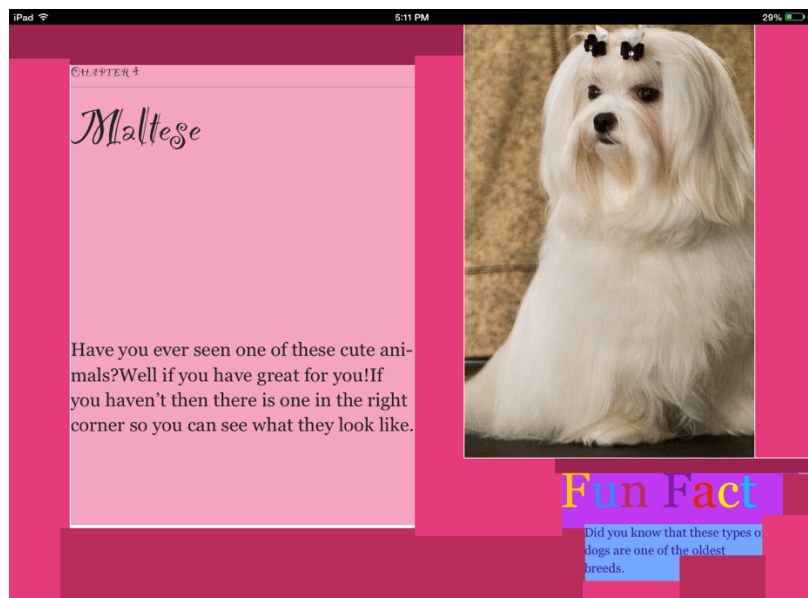 iPad 5:11 PM 29%
CHAPTER 4
Maltese
Have you ever seen one of these cute ani-
mals?Well if you have great for you!If
you haven't then there is one in the right
corner so you can see what they look like.
Fun Fact
Did you know that these types o
dogs are one of the oldest
breeds.